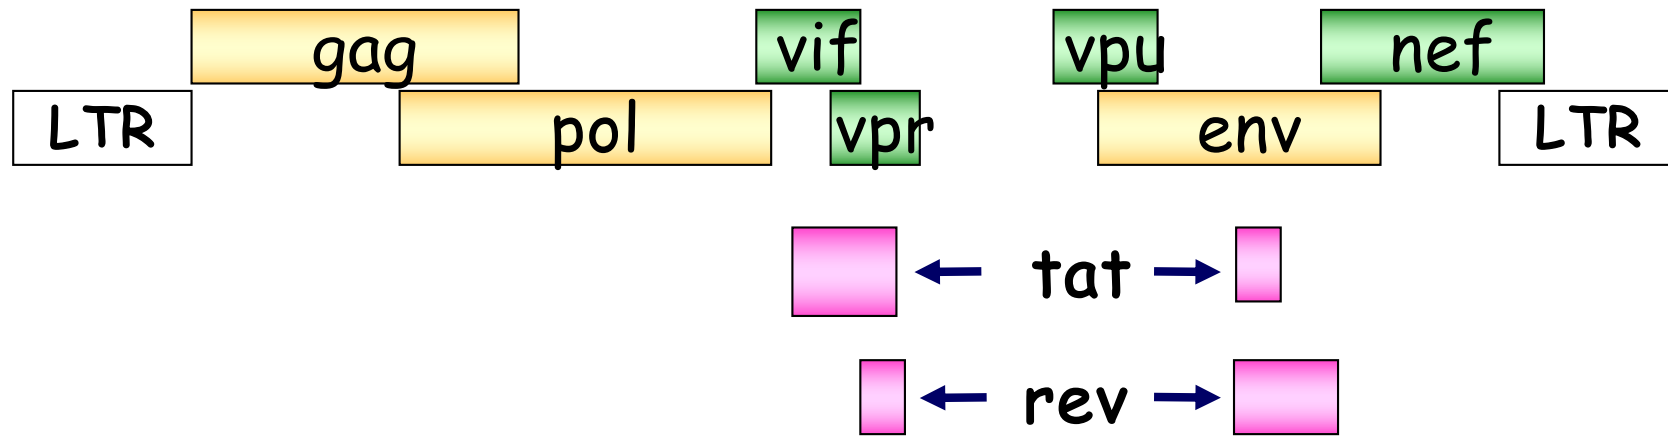 gag vif vpu nef
LTR pol vpr env LTR
tat
rev